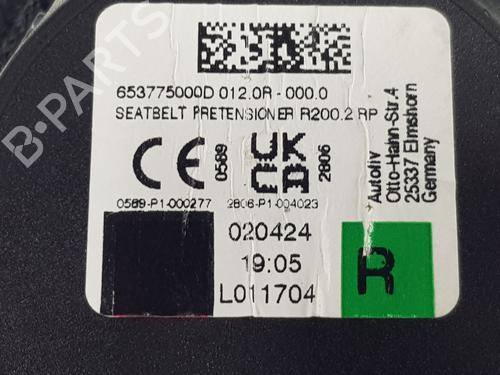 653775000D 012.0R - 000.0
SEATBELT PRETENSIONER R200.2 RP
CE 0589
UK CA 2806
0589-P1-000277
2806-P1-004023
Autoliv
Otto-Hahn-Str.4
25337 Elmshorn
Germany
020424
19:05
L011704
R
B-PARTS